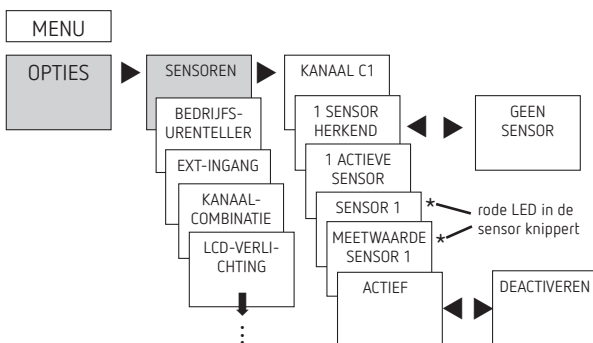 MENU
OPTIES
SENSOREN
BEDRIJFS-
URENTELLER
EXT-INGANG
KANAAL-
COMBINATIE
LCD-VERLI-
CHTING
KANAAL C1
1 SENSOR
HERKEND
GEEN
SENSOR
1 ACTIEVE
SENSOR
SENSOR 1
*
MEETWAARDE
SENSOR 1
*
rode LED in de
sensor knippert
ACTIEF
DEACTIVEREN